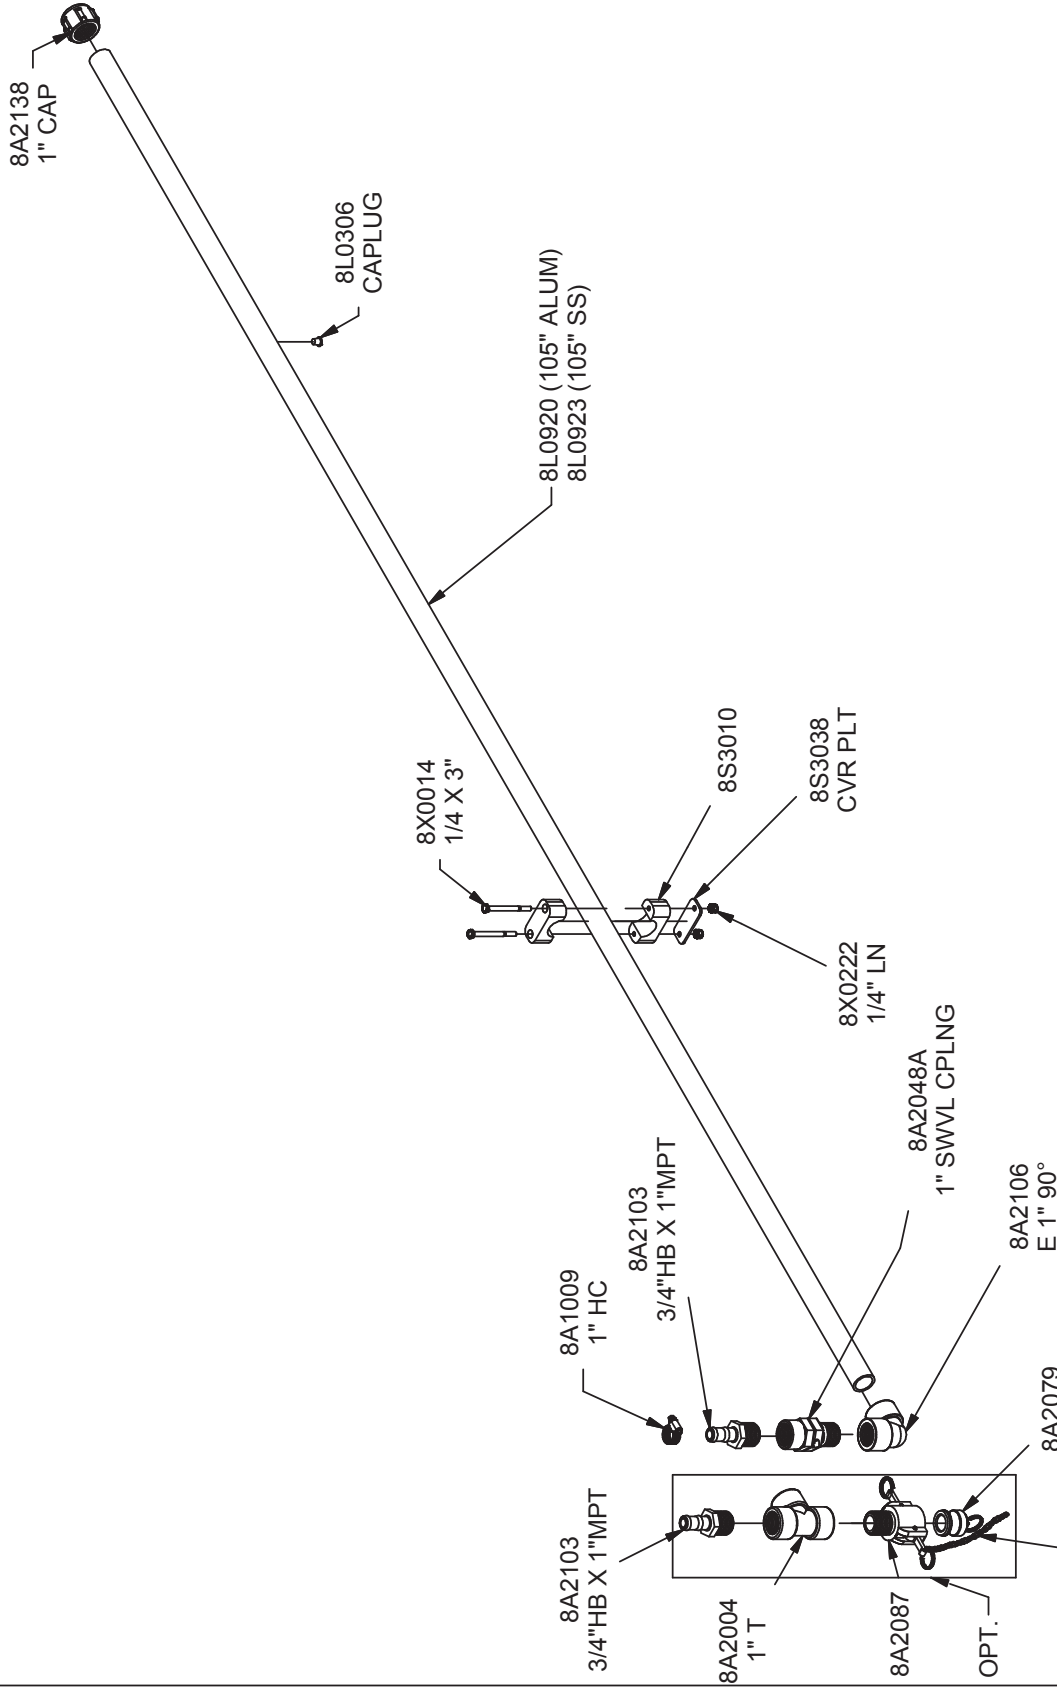 8A2138
1" CAP
8L0306
CAPLUG
8L0920 (105" ALUM)
8L0923 (105" SS)
8X0014
1/4 X 3"
8S3010
8S3038
CVR PLT
8X0222
1/4" LN
8A2048A
1" SWVL CPLNG
8A2103
3/4"HB X 1"MPT
8A1009
1" HC
8A2106
E 1" 90°
8A2079
8A2103
3/4"HB X 1"MPT
8A2004
1" T
8A2087
OPT.